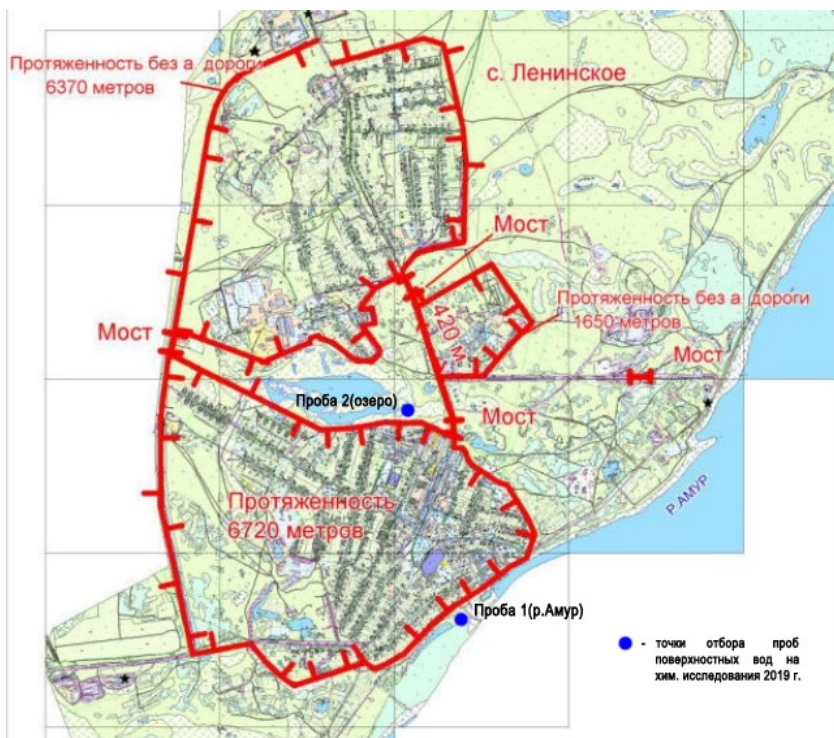 Протяженность без а дороги
6370 метров
с. Ленинское
Мост
Протяженность без а. дороги
1650 метров
420 м.
Мост
Мост
Проба 2(озеро)
Мост
Протяженность
6720 метров
Р.АМУР
Проба 1(р.Амур)
- точки отбора проб
поверхностных вод на
хим. исследования 2019 г.